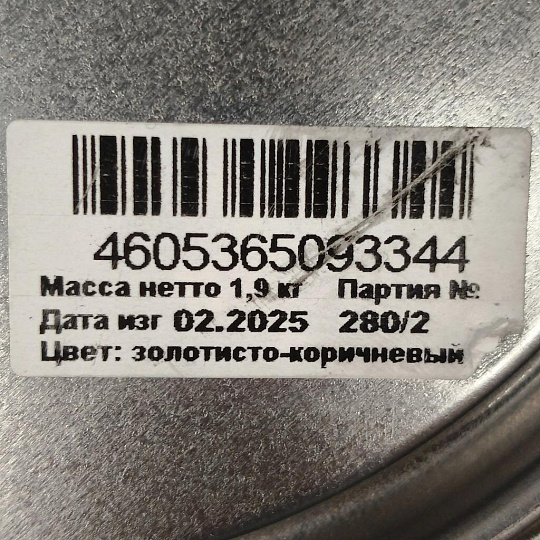 4605365093344
Масса нетто 1,9 кг Партия №
Дата изг 02.2025 280/2
Цвет: золотисто-коричневый